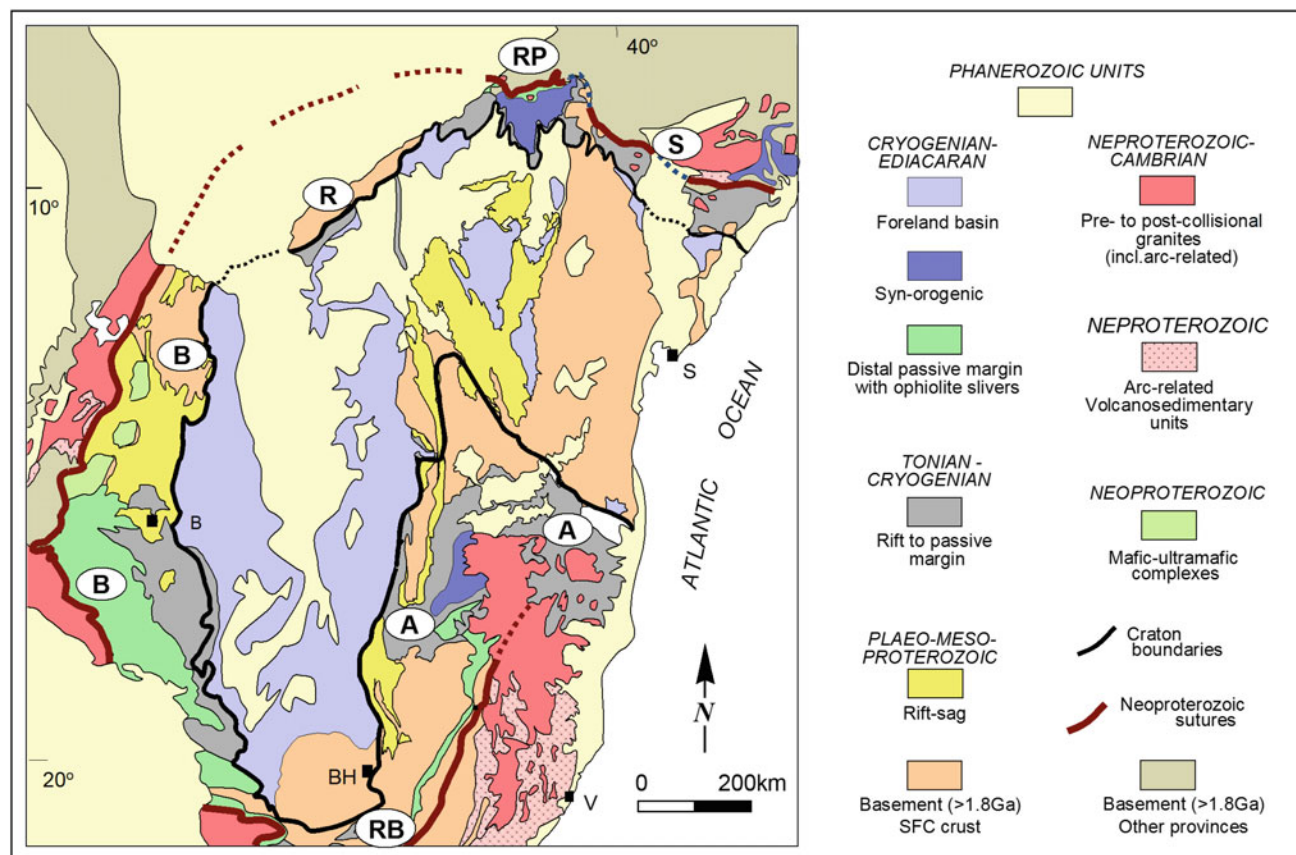 40°
RP
S
10°
R
B
S
B
B
A
A
ATLANTIC OCEAN
N
BH
0 200km
20°
V
RB
PHANEROZOIC UNITS
CRYOGENIAN-
EDIACARAN
Foreland basin
Syn-orogenic
Distal passive margin
with ophiolite slivers
TONIAN -
CRYOGENIAN
Rift to passive
margin
PLAEO-MESO-
PROTEROZOIC
Rift-sag
Basement (>1.8Ga)
SFC crust
NEPROTEROZOIC-
CAMBRIAN
Pre- to post-collisional
granites
(incl.arc-related)
NEPROTEROZOIC
Arc-related
Volcanosedimentary
units
NEOPROTEROZOIC
Mafic-ultramafic
complexes
Craton
boundaries
Neoproterozoic
sutures
Basement (>1.8Ga)
Other provinces